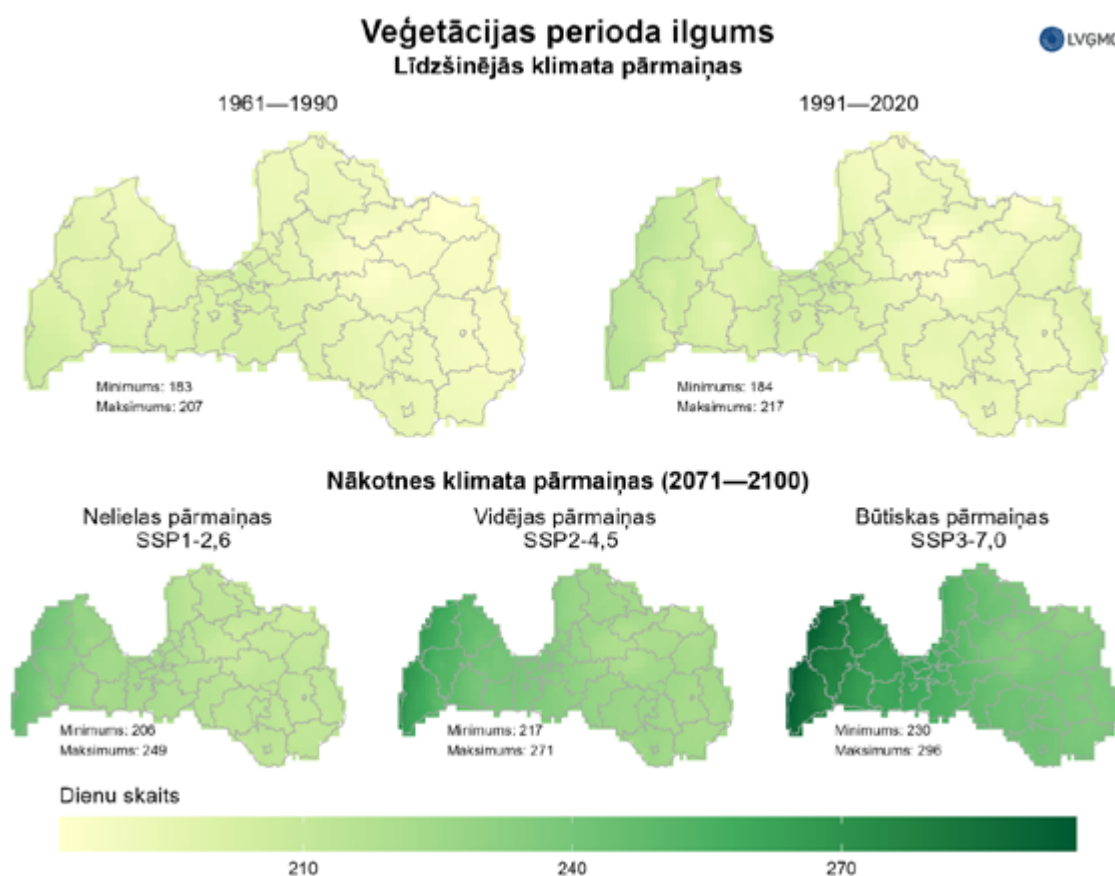 Veģetācijas perioda ilgums
LVĢMC
Līdzšinējās klimata pārmaiņas
1961—1990
1991—2020
Minimums: 183
Maksimums: 207
Minimums: 184
Maksimums: 217
Nākotnes klimata pārmaiņas (2071—2100)
Nelielas pārmaiņas
SSP1-2,6
Vidējas pārmaiņas
SSP2-4,5
Būtiskas pārmaiņas
SSP3-7,0
Minimums: 206
Maksimums: 249
Minimums: 217
Maksimums: 271
Minimums: 230
Maksimums: 296
Dienu skaits
210
240
270